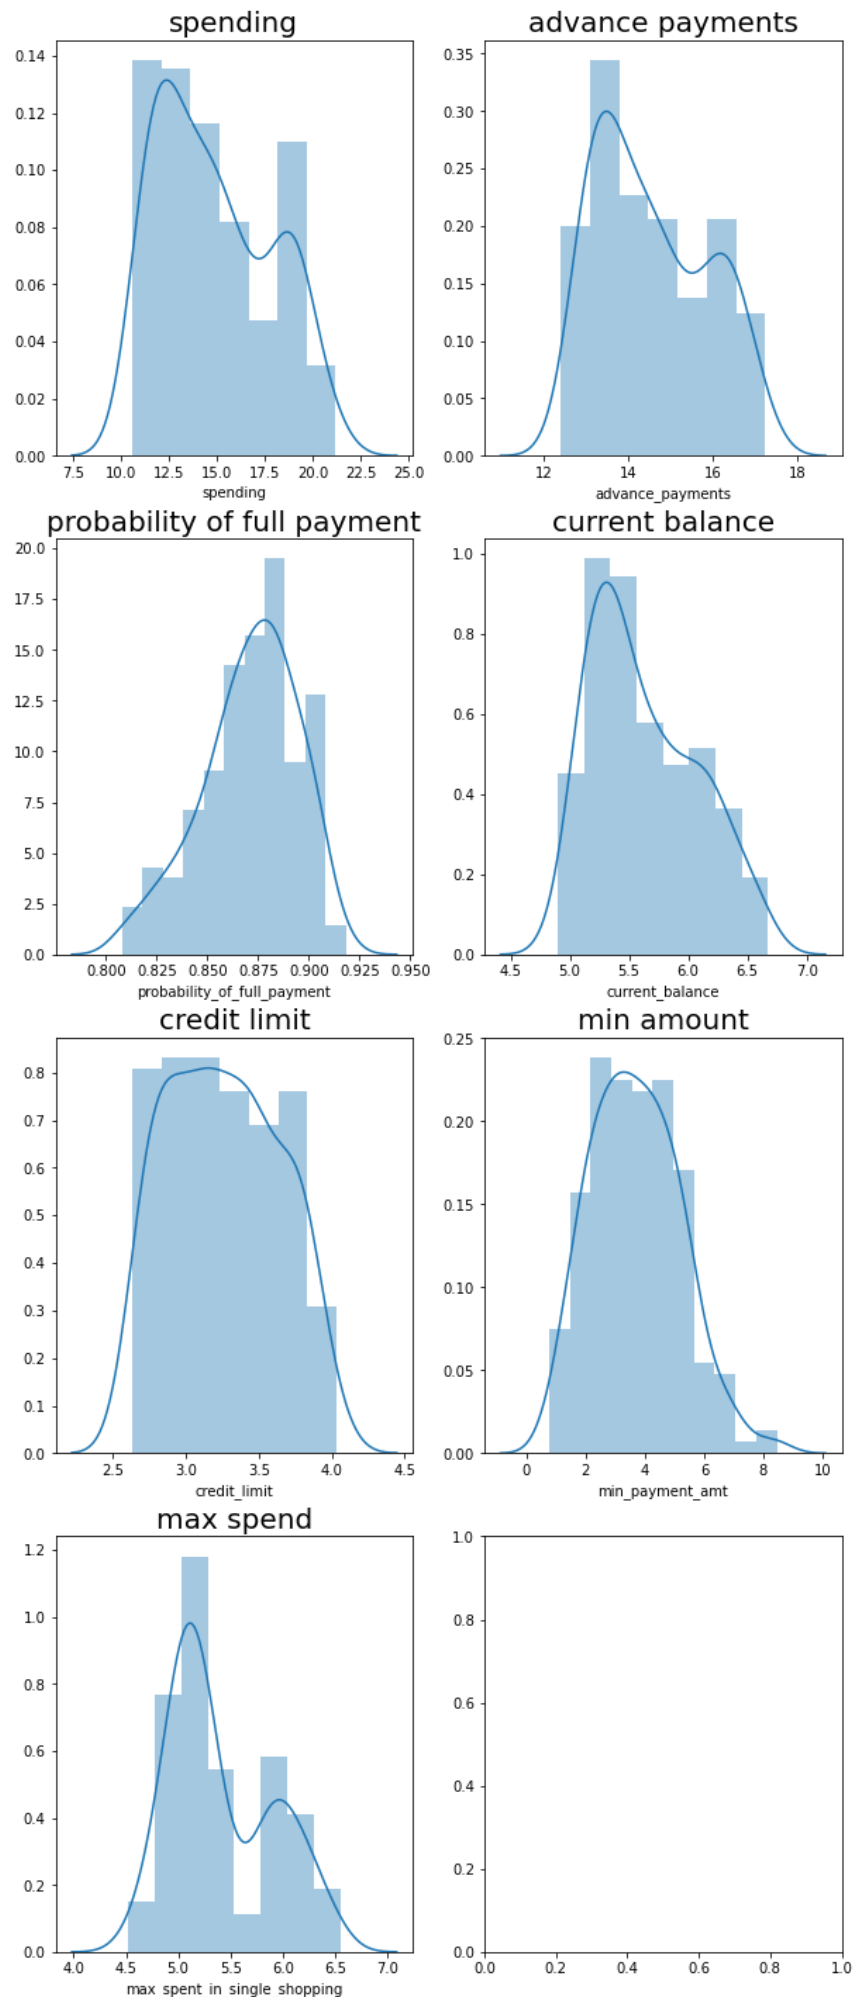 spending
advance payments
0.14
0.12
0.10
0.08
0.06
0.04
0.02
0.00
7.5 10.0 12.5 15.0 17.5 20.0 22.5 25.0
spending
0.35
0.30
0.25
0.20
0.15
0.10
0.05
0.00
12 14 16 18
advance_payments
probability of full payment
current balance
20.0
17.5
15.0
12.5
10.0
7.5
5.0
2.5
0.0
0.800 0.825 0.850 0.875 0.900 0.925 0.950
probability_of_full_payment
1.0
0.8
0.6
0.4
0.2
0.0
4.5 5.0 5.5 6.0 6.5 7.0
current_balance
credit limit
min amount
0.8
0.7
0.6
0.5
0.4
0.3
0.2
0.1
0.0
2.5 3.0 3.5 4.0 4.5
credit_limit
0.25
0.20
0.15
0.10
0.05
0.00
0 2 4 6 8 10
min_payment_amt
max spend
1.2
1.0
0.8
0.6
0.4
0.2
0.0
4.0 4.5 5.0 5.5 6.0 6.5 7.0
max_spent_in_single_shopping
1.0
0.8
0.6
0.4
0.2
0.0
0.0 0.2 0.4 0.6 0.8 1.0